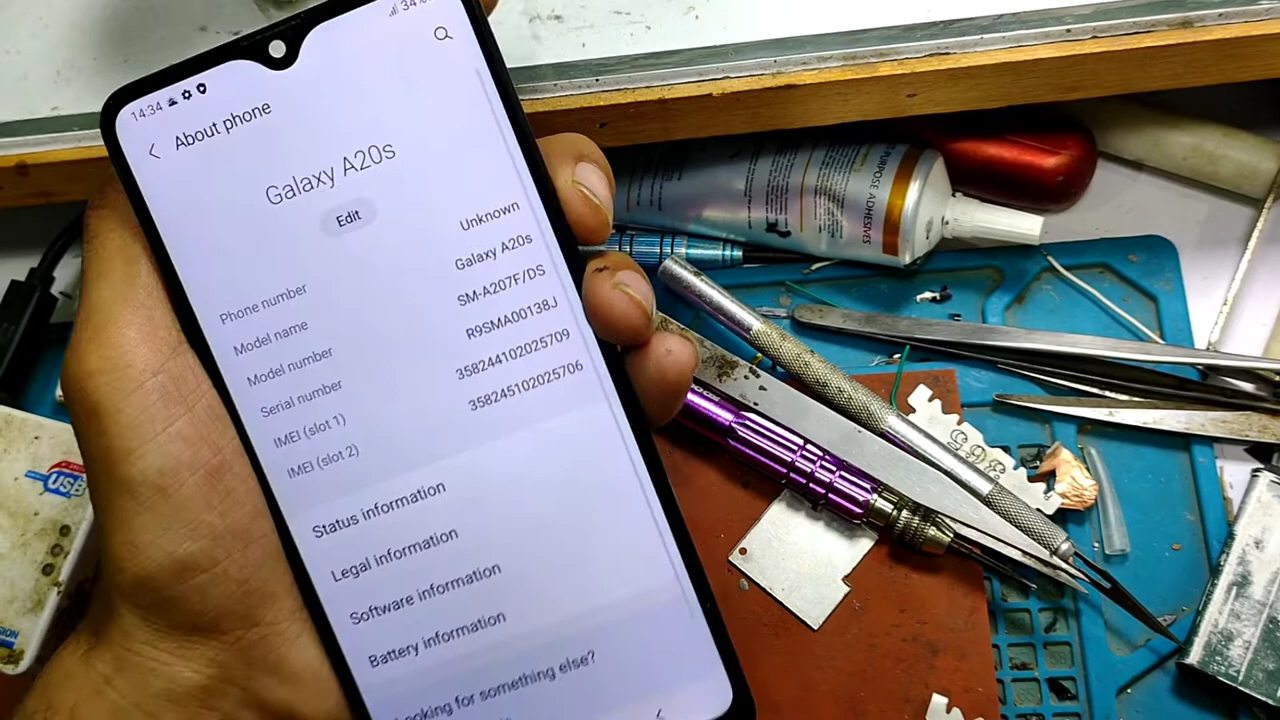 34%
14:34
About phone
Galaxy A20s
Edit
Phone number Unknown
Model name Galaxy A20s
Model number SM-A207F/DS
Serial number R9SMA00138J
IMEI (slot 1) 358244102025709
IMEI (slot 2) 358245102025706
Status information
Legal information
Software information
Battery information
Looking for something else?
PURPOSE ADHESIVES
USB